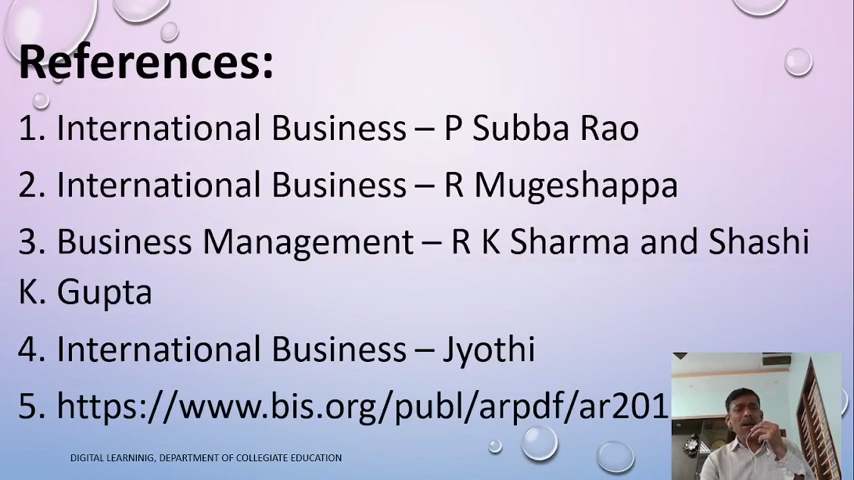 References:
1. International Business – P Subba Rao
2. International Business – R Mugeshappa
3. Business Management – R K Sharma and Shashi
K. Gupta
4. International Business – Jyothi
5. https://www.bis.org/publ/arpdf/ar201
DIGITAL LEARNINIG, DEPARTMENT OF COLLEGIATE EDUCATION